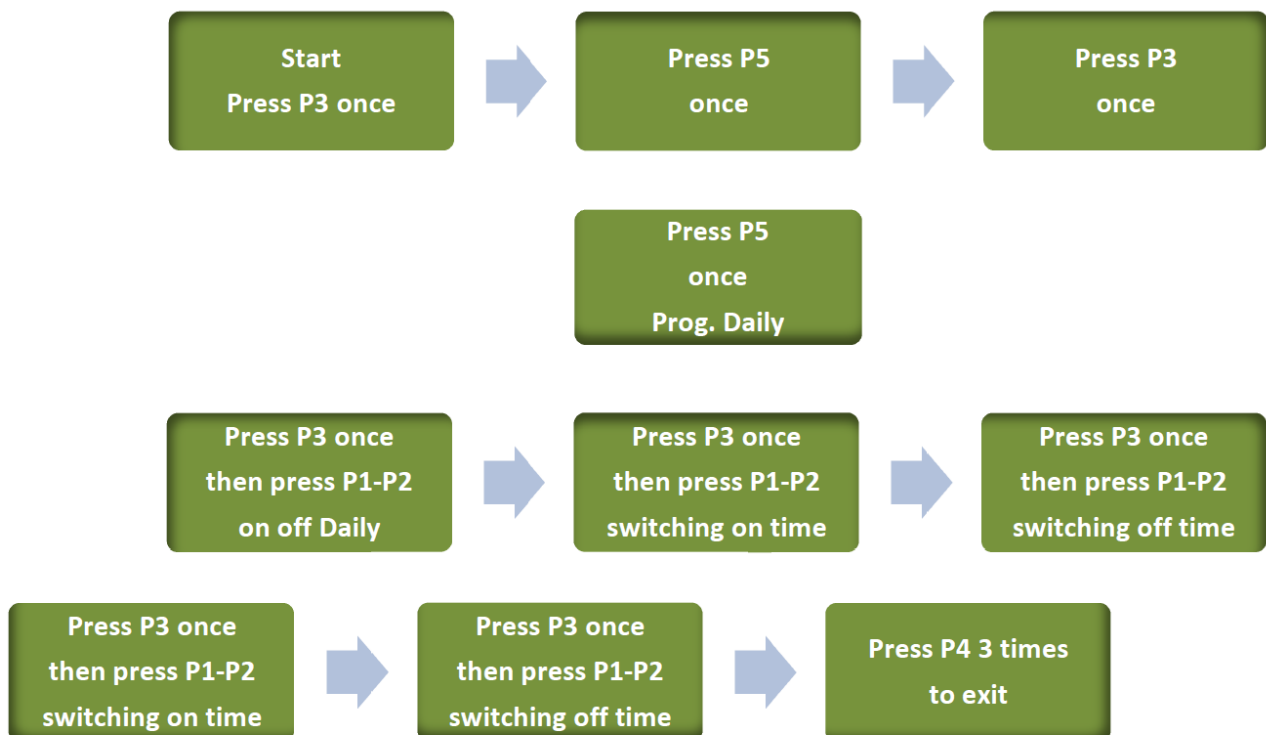 Start
Press P3 once
Press P5
once
Press P3
once
Press P5
once
Prog. Daily
Press P3 once
then press P1-P2
on off Daily
Press P3 once
then press P1-P2
switching on time
Press P3 once
then press P1-P2
switching off time
Press P3 once
then press P1-P2
switching on time
Press P3 once
then press P1-P2
switching off time
Press P4 3 times
to exit